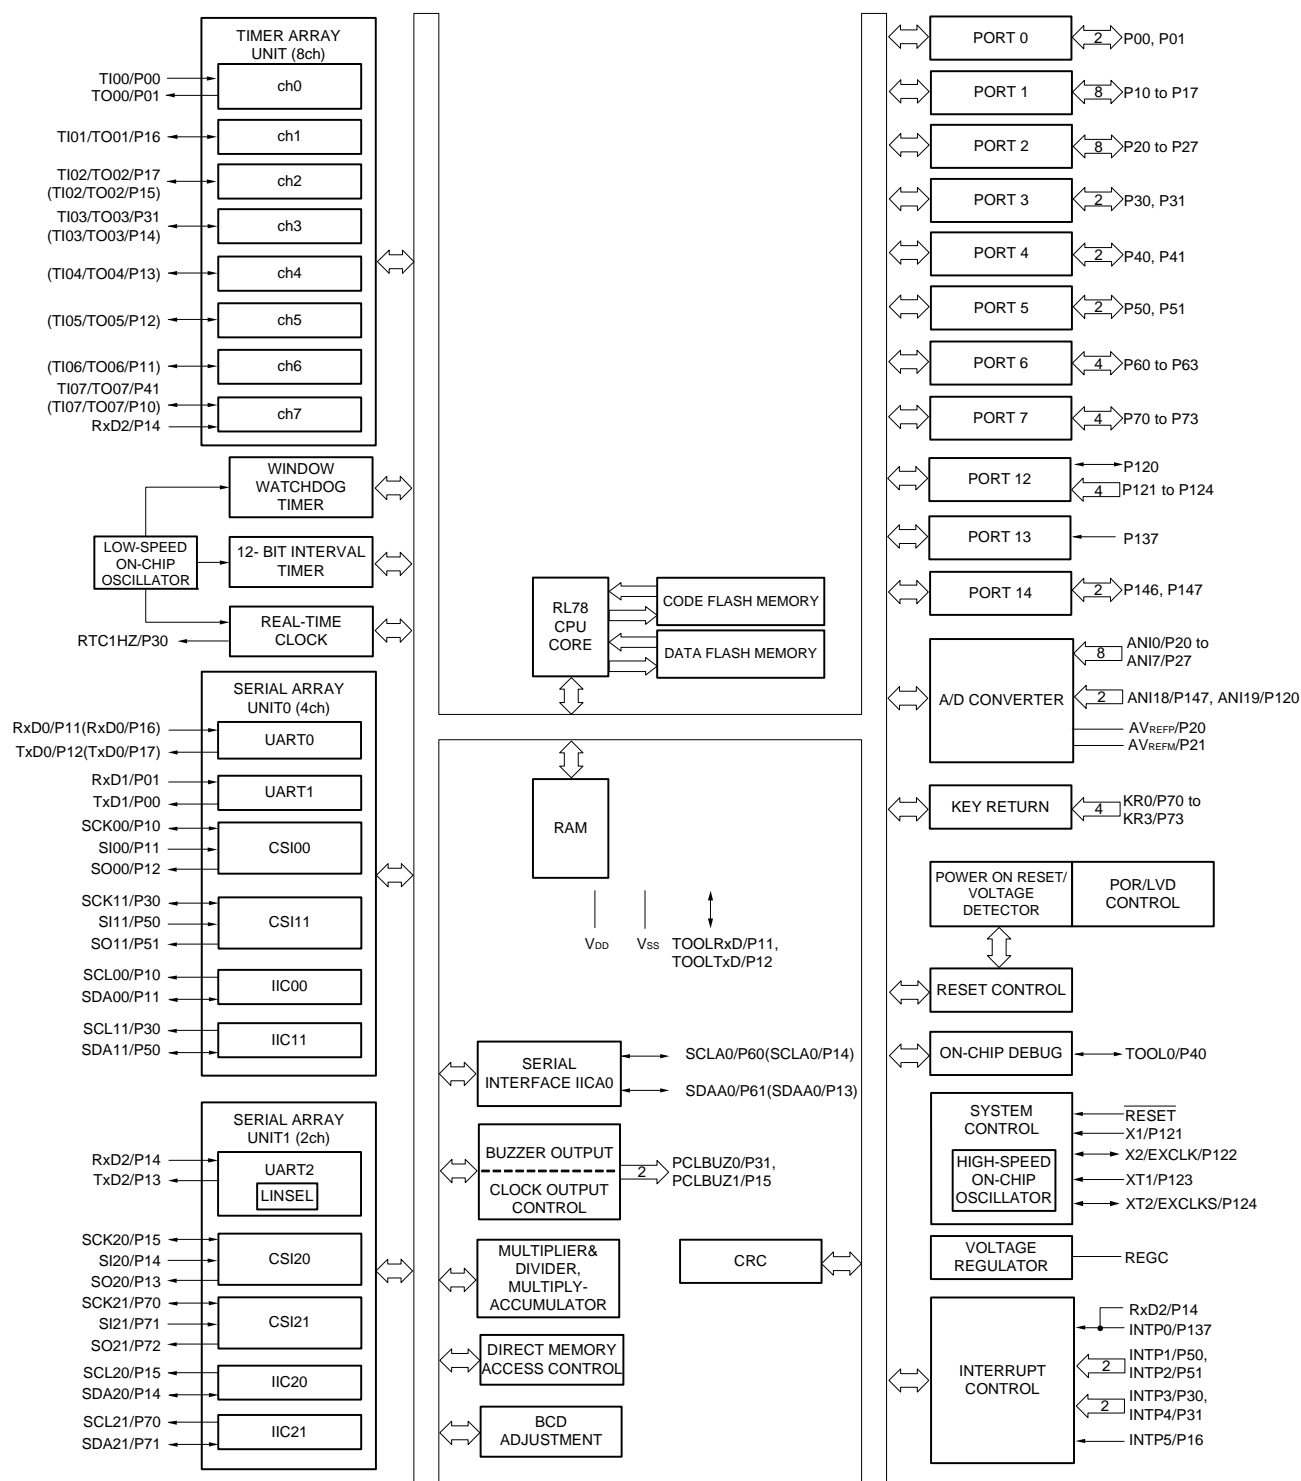 TIMER ARRAY
UNIT (8ch)
TI00/P00
TO00/P01
ch0
TI01/TO01/P16
ch1
TI02/TO02/P17
(TI02/TO02/P15)
ch2
TI03/TO03/P31
(TI03/TO03/P14)
ch3
(TI04/TO04/P13)
ch4
(TI05/TO05/P12)
ch5
(TI06/TO06/P11)
ch6
TI07/TO07/P41
(TI07/TO07/P10)
RxD2/P14
ch7
WINDOW
WATCHDOG
TIMER
LOW-SPEED
ON-CHIP
OSCILLATOR
12- BIT INTERVAL
TIMER
REAL-TIME
CLOCK
RTC1HZ/P30
SERIAL ARRAY
UNIT0 (4ch)
RxD0/P11(RxD0/P16)
TxD0/P12(TxD0/P17)
UART0
RxD1/P01
TxD1/P00
UART1
SCK00/P10
SI00/P11
SO00/P12
CSI00
SCK11/P30
SI11/P50
SO11/P51
CSI11
SCL00/P10
SDA00/P11
IIC00
SCL11/P30
SDA11/P50
IIC11
SERIAL ARRAY
UNIT1 (2ch)
RxD2/P14
TxD2/P13
UART2
LINSEL
SCK20/P15
SI20/P14
SO20/P13
CSI20
SCK21/P70
SI21/P71
SO21/P72
CSI21
SCL20/P15
SDA20/P14
IIC20
SCL21/P70
SDA21/P71
IIC21
RL78
CPU
CORE
CODE FLASH MEMORY
DATA FLASH MEMORY
RAM
VDD
VSS
TOOLRxD/P11,
TOOLTxD/P12
SERIAL
INTERFACE IICA0
SCLA0/P60(SCLA0/P14)
SDAA0/P61(SDAA0/P13)
BUZZER OUTPUT
CLOCK OUTPUT
CONTROL
2
PCLBUZ0/P31,
PCLBUZ1/P15
MULTIPLIER&
DIVIDER,
MULTIPLY-
ACCUMULATOR
CRC
DIRECT MEMORY
ACCESS CONTROL
BCD
ADJUSTMENT
PORT 0
2
P00, P01
PORT 1
8
P10 to P17
PORT 2
8
P20 to P27
PORT 3
2
P30, P31
PORT 4
2
P40, P41
PORT 5
2
P50, P51
PORT 6
4
P60 to P63
PORT 7
4
P70 to P73
PORT 12
P120
4
P121 to P124
PORT 13
P137
PORT 14
2
P146, P147
A/D CONVERTER
8
ANI0/P20 to
ANI7/P27
2
ANI18/P147, ANI19/P120
AVREFP/P20
AVREFM/P21
KEY RETURN
4
KR0/P70 to
KR3/P73
POWER ON RESET/
VOLTAGE
DETECTOR
POR/LVD
CONTROL
RESET CONTROL
ON-CHIP DEBUG
TOOL0/P40
SYSTEM
CONTROL
HIGH-SPEED
ON-CHIP
OSCILLATOR
RESET
X1/P121
X2/EXCLK/P122
XT1/P123
XT2/EXCLKS/P124
VOLTAGE
REGULATOR
REGC
INTERRUPT
CONTROL
RxD2/P14
INTP0/P137
2
INTP1/P50,
INTP2/P51
2
INTP3/P30,
INTP4/P31
INTP5/P16